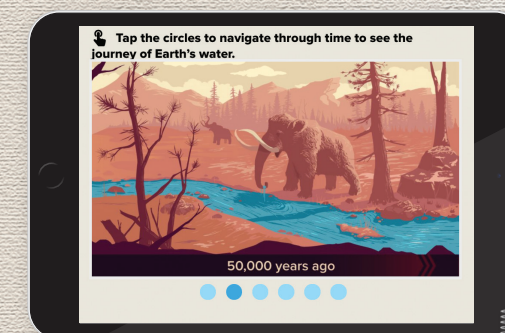 Tap the circles to navigate through time to see the
journey of Earth's water.
50,000 years ago